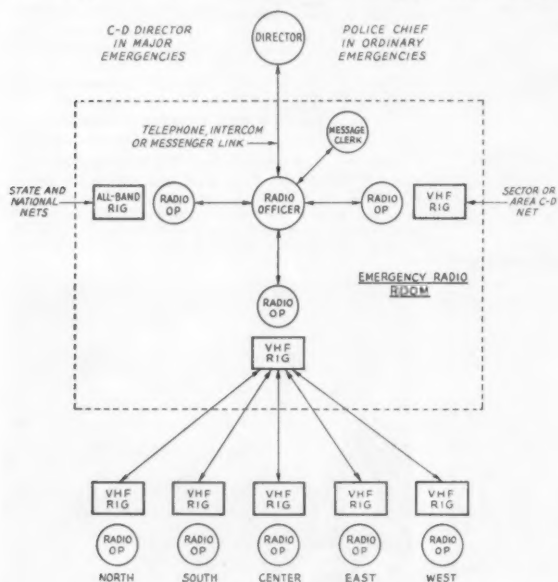 C-D DIRECTOR
IN MAJOR
EMERGENCIES
DIRECTOR
POLICE CHIEF
IN ORDINARY
EMERGENCIES
TELEPHONE, INTERCOM
OR MESSENGER LINK
MESSAGE
CLERK
STATE AND
NATIONAL
NETS
ALL-BAND
RIG
RADIO
OP
RADIO
OFFICER
RADIO
OP
VHF
RIG
SECTOR OR
AREA C-D
NET
EMERGENCY RADIO
ROOM
RADIO
OP
VHF
RIG
VHF
RIG
VHF
RIG
VHF
RIG
VHF
RIG
VHF
RIG
RADIO
OP
RADIO
OP
RADIO
OP
RADIO
OP
RADIO
OP
NORTH
SOUTH
CENTER
EAST
WEST